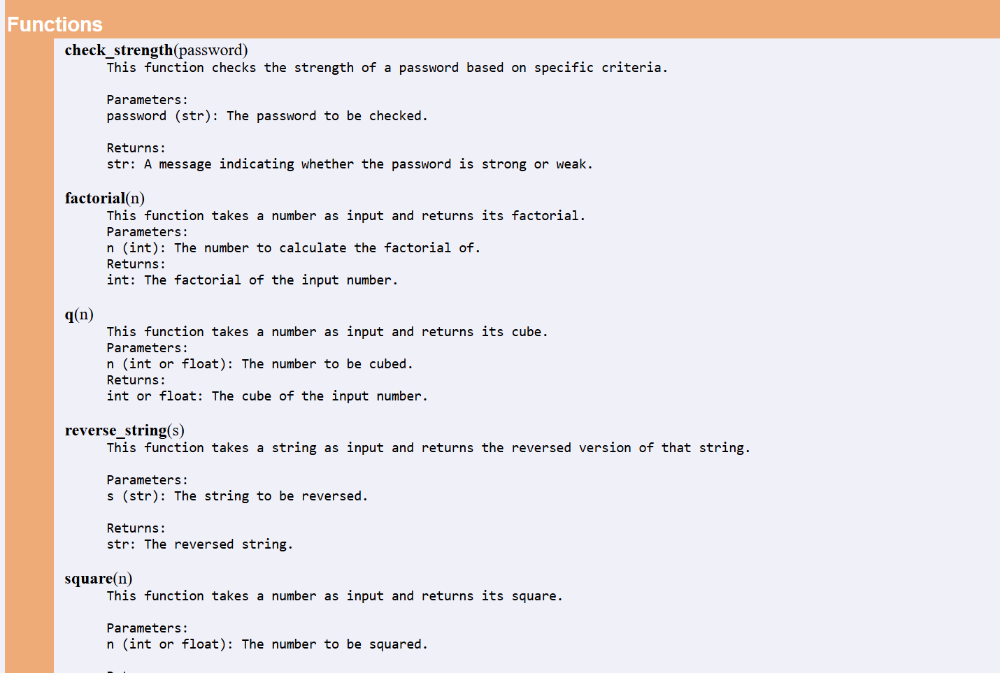 Functions
check_strength(password)
This function checks the strength of a password based on specific criteria.
Parameters:
password (str): The password to be checked.
Returns:
str: A message indicating whether the password is strong or weak.
factorial(n)
This function takes a number as input and returns its factorial.
Parameters:
n (int): The number to calculate the factorial of.
Returns:
int: The factorial of the input number.
q(n)
This function takes a number as input and returns its cube.
Parameters:
n (int or float): The number to be cubed.
Returns:
int or float: The cube of the input number.
reverse_string(s)
This function takes a string as input and returns the reversed version of that string.
Parameters:
s (str): The string to be reversed.
Returns:
str: The reversed string.
square(n)
This function takes a number as input and returns its square.
Parameters:
n (int or float): The number to be squared.